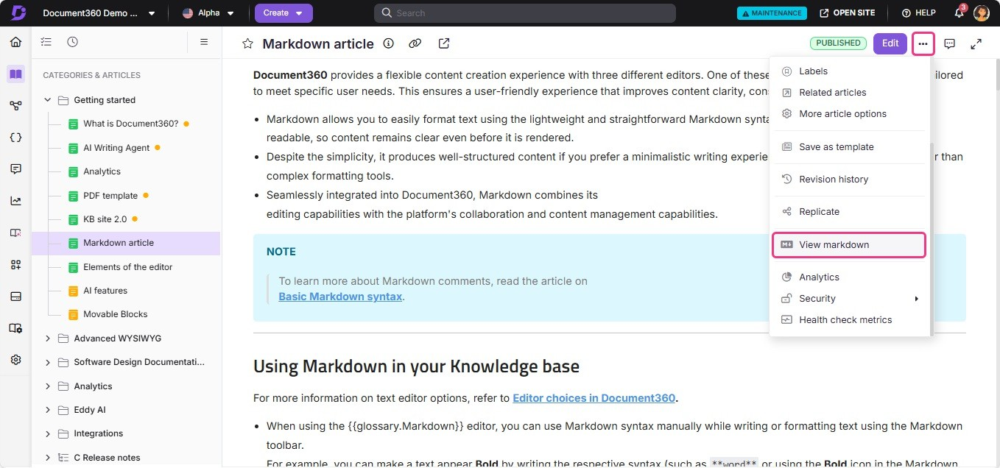 Document360 Demo ...
Alpha
Create
Search
MAINTENANCE
OPEN SITE
HELP
3
CATEGORIES & ARTICLES
Getting started
What is Document360?
AI Writing Agent
Analytics
PDF template
KB site 2.0
Markdown article
Elements of the editor
AI features
Movable Blocks
Advanced WYSIWYG
Software Design Documentati...
Analytics
Eddy AI
Integrations
C Release notes
Markdown article
PUBLISHED
Edit
Document360 provides a flexible content creation experience with three different editors. One of these
ilored
to meet specific user needs. This ensures a user-friendly experience that improves content clarity,
• Markdown allows you to easily format text using the lightweight and straightforward Markdown
readable, so content remains clear even before it is rendered.
• Despite the simplicity, it produces well-structured content if you prefer a minimalistic writing
r than
complex formatting tools.
• Seamlessly integrated into Document360, Markdown combines its
editing capabilities with the platform's collaboration and content management capabilities.
NOTE
To learn more about Markdown comments, read the article on
Basic Markdown syntax.
Using Markdown in your Knowledge base
For more information on text editor options, refer to Editor choices in Document360.
• When using the {{glossary.Markdown}} editor, you can use Markdown syntax manually while writing or formatting text using the Markdown
toolbar.
For example, you can make a text appear Bold by writing the respective syntax (such as **word** or using the Bold icon in the Markdown
Labels
Related articles
More article options
Save as template
Revision history
Replicate
M↓ View markdown
Analytics
Security
Health check metrics